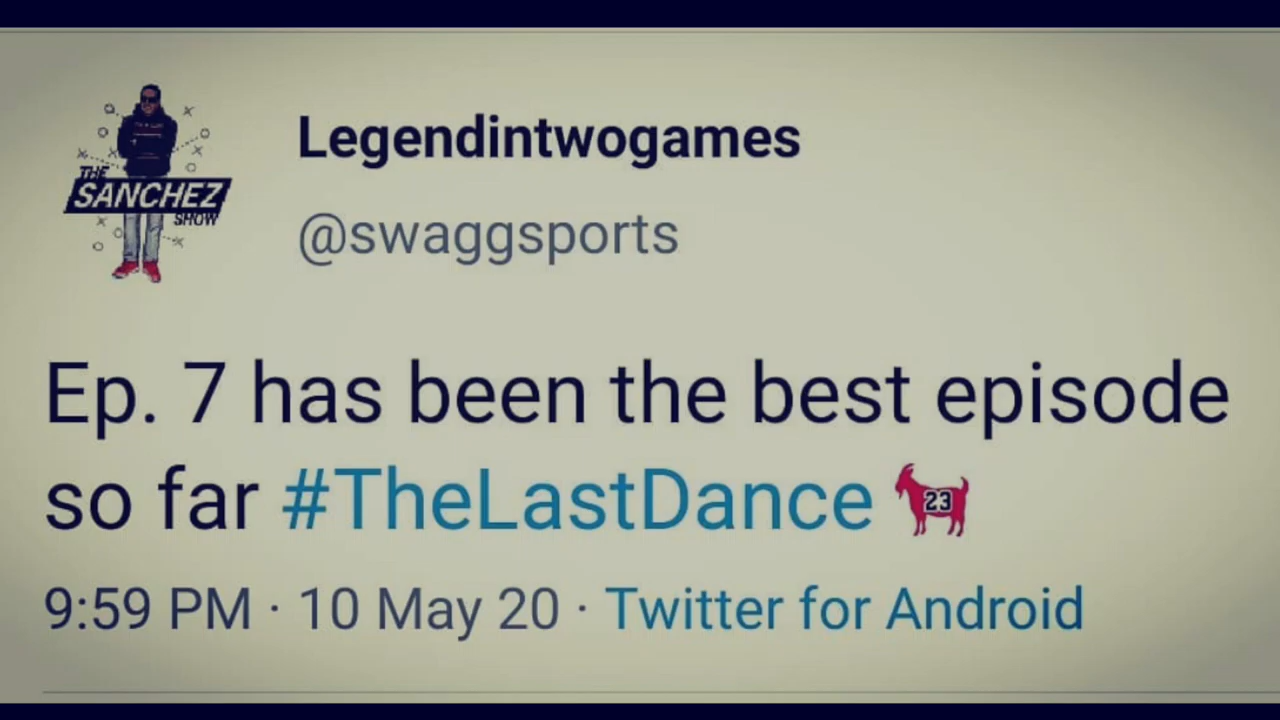 THE
SANCHEZ
SHOW
Legendintwogames
@swaggsports
Ep. 7 has been the best episode
so far #TheLastDance 23
9:59 PM · 10 May 20 · Twitter for Android